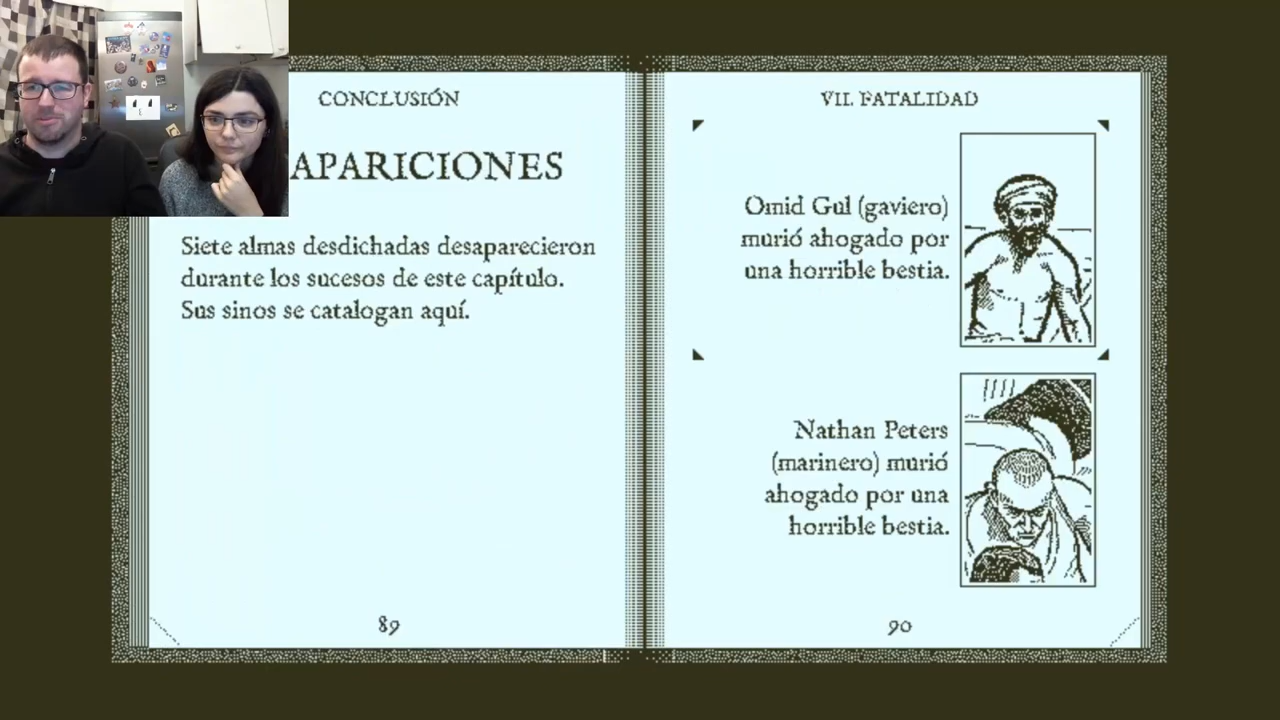 CONCLUSIÓN
APARICIONES
Siete almas desdichadas desaparecieron
durante los sucesos de este capítulo.
Sus sinos se catalogan aquí.
89
VII. FATALIDAD
Omid Gul (gaviero)
murió ahogado por
una horrible bestia.
Nathan Peters
(marinero) murió
ahogado por una
horrible bestia.
90